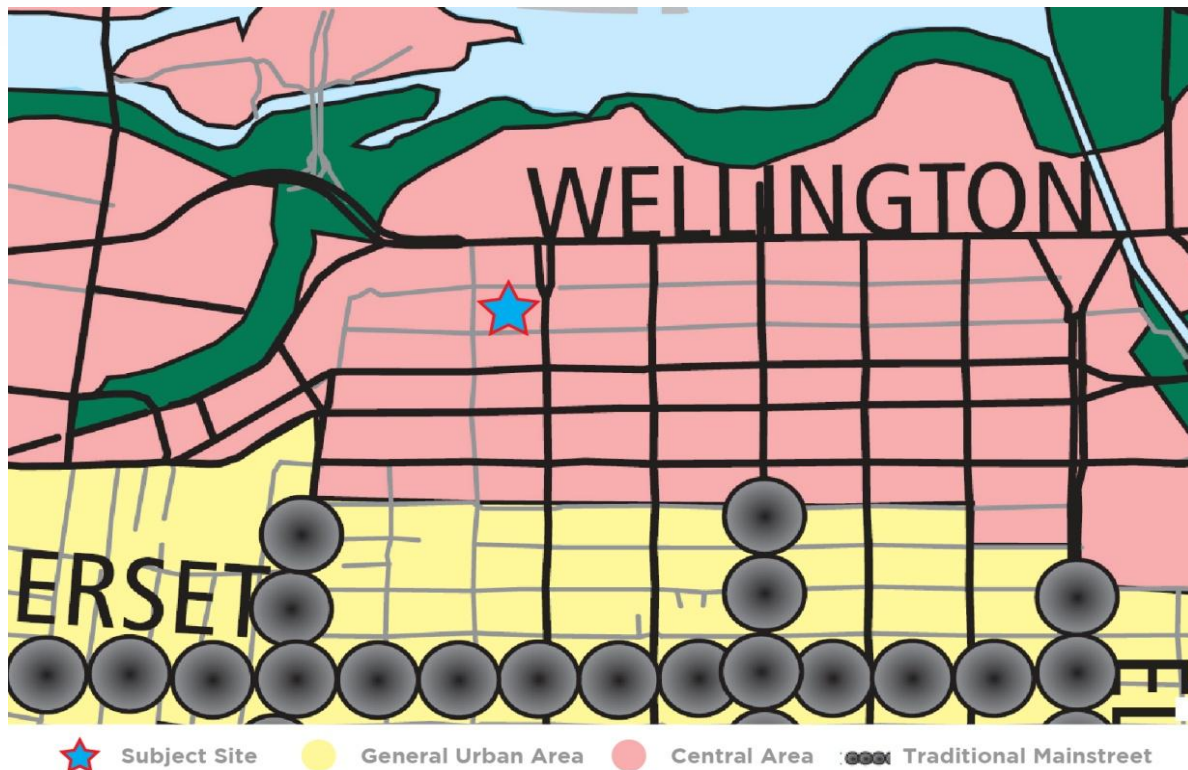 WELLINGTON
ERSET
Subject Site
General Urban Area
Central Area
Traditional Mainstreet